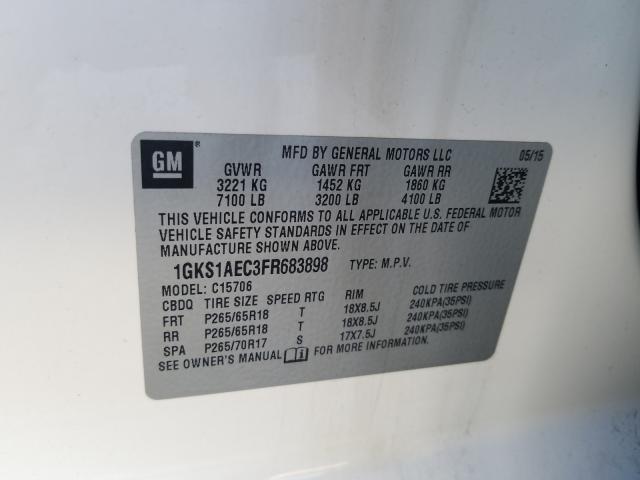 GM ® MFD BY GENERAL MOTORS LLC 05/15
GVWR GAWR FRT GAWR RR
3221 KG 1452 KG 1860 KG
7100 LB 3200 LB 4100 LB
THIS VEHICLE CONFORMS TO ALL APPLICABLE U.S. FEDERAL MOTOR
VEHICLE SAFETY STANDARDS IN EFFECT ON THE DATE OF
MANUFACTURE SHOWN ABOVE.
1GKS1AEC3FR683898 TYPE: M.P.V.
MODEL: C15706
CBDQ TIRE SIZE SPEED RTG RIM COLD TIRE PRESSURE
FRT P265/65R18 T 18X8.5J 240KPA(35PSI)
RR P265/65R18 T 18X8.5J 240KPA(35PSI)
SPA P265/70R17 S 17X7.5J 240KPA(35PSI)
SEE OWNER'S MANUAL FOR MORE INFORMATION.